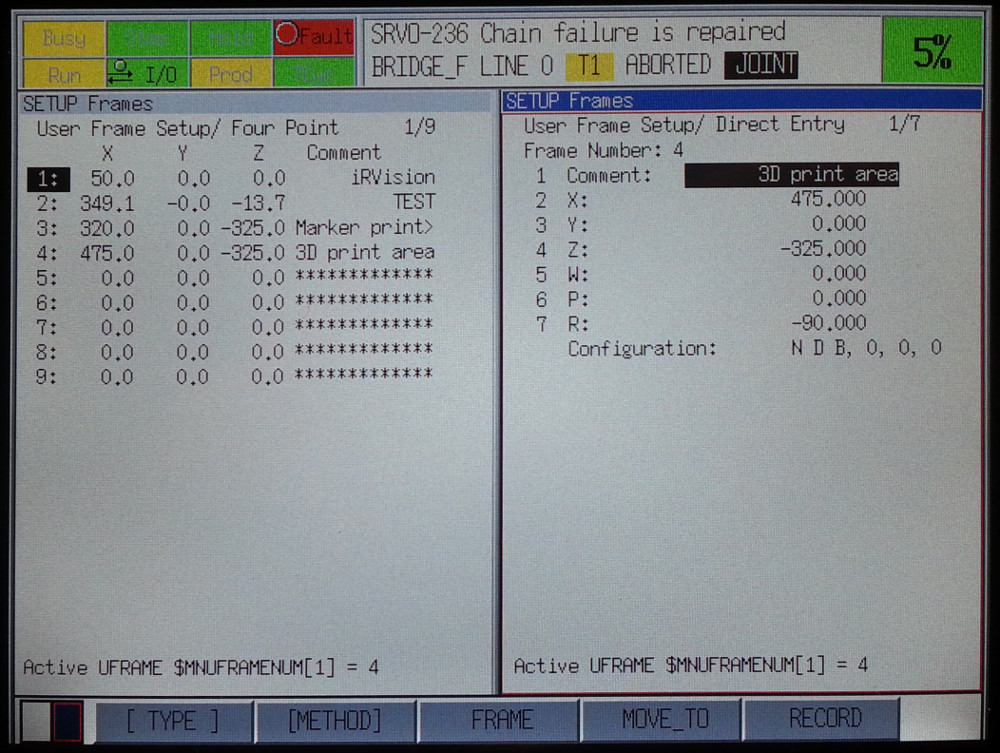 Busy Step Hold Fault
Run I/O Prod
SRVO-236 Chain failure is repaired
BRIDGE_F LINE 0 T1 ABORTED JOINT
5%
SETUP Frames
User Frame Setup/ Four Point 1/9
X Y Z Comment
1: 50.0 0.0 0.0 iRVision
2: 349.1 -0.0 -13.7 TEST
3: 320.0 0.0 -325.0 Marker print>
4: 475.0 0.0 -325.0 3D print area
5: 0.0 0.0 0.0 *************
6: 0.0 0.0 0.0 *************
7: 0.0 0.0 0.0 *************
8: 0.0 0.0 0.0 *************
9: 0.0 0.0 0.0 *************
Active UFRAME $MNUFRAMENUM[1] = 4
SETUP Frames
User Frame Setup/ Direct Entry 1/7
Frame Number: 4
1 Comment: 3D print area
2 X: 475.000
3 Y: 0.000
4 Z: -325.000
5 W: 0.000
6 P: 0.000
7 R: -90.000
Configuration: N D B, 0, 0, 0
Active UFRAME $MNUFRAMENUM[1] = 4
[ TYPE ] [METHOD] FRAME MOVE_TO RECORD